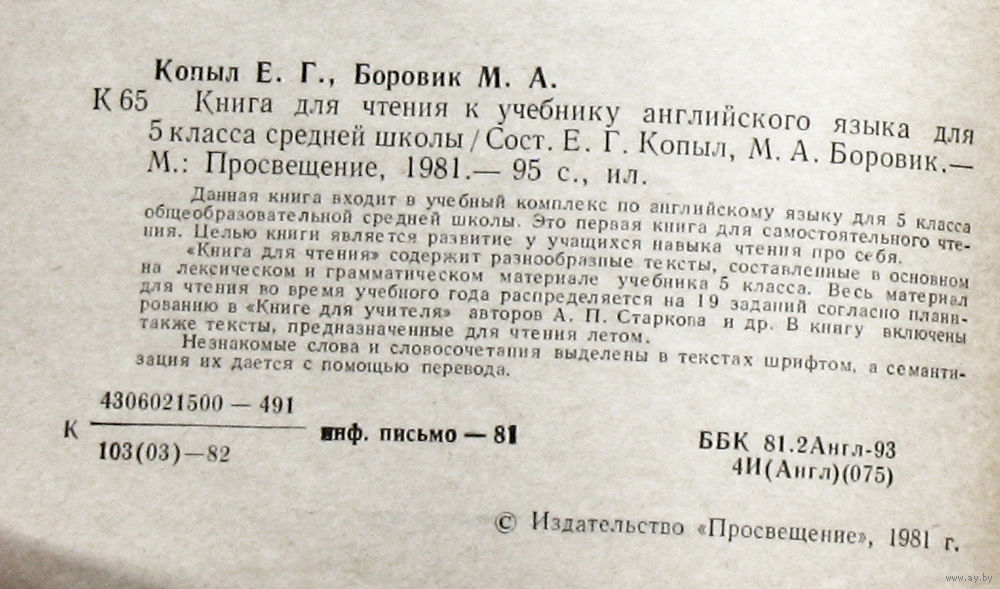 Копыл Е. Г., Боровик М. А.
К 65 Книга для чтения к учебнику английского языка для
5 класса средней школы / Сост. Е. Г. Копыл, М. А. Боровик.—
М.: Просвещение, 1981.— 95 с., ил.
Данная книга входит в учебный комплекс по английскому языку для 5 класса
общеобразовательной средней школы. Это первая книга для самостоятельного чте-
ния. Целью книги является развитие у учащихся навыка чтения про себя.
«Книга для чтения» содержит разнообразные тексты, составленные в основном
на лексическом и грамматическом материале учебника 5 класса. Весь материал
для чтения во время учебного года распределяется на 19 заданий согласно плани-
рованию в «Книге для учителя» авторов А. П. Старкова и др. В книгу включены
также тексты, предназначенные для чтения летом.
Незнакомые слова и словосочетания выделены в текстах шрифтом, а семанти-
зация их дается с помощью перевода.
К 4306021500 — 491
103(03)—82
инф. письмо — 81
ББК 81.2Англ-93
4И(Англ)(075)
© Издательство «Просвещение», 1981 г.
www.ay.by